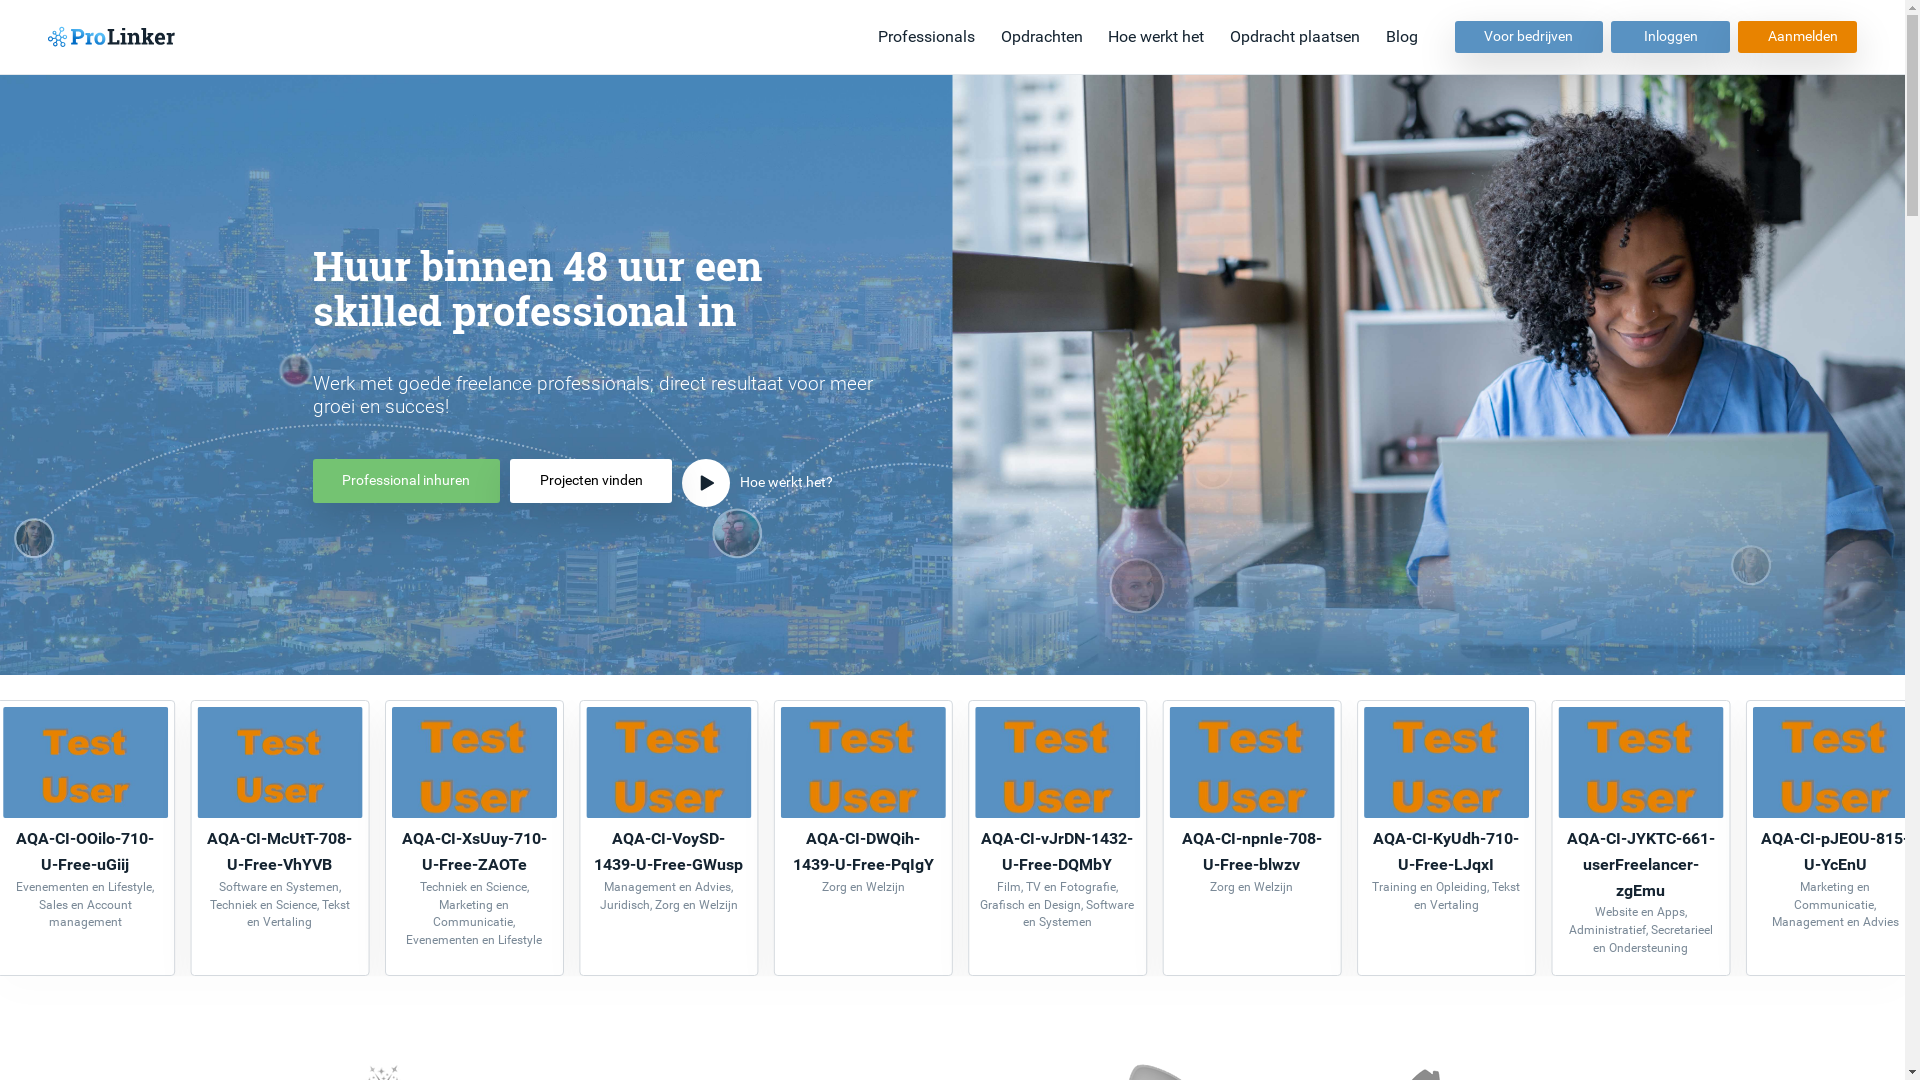 ProLinker
Professionals
Opdrachten
Hoe werkt het
Opdracht plaatsen
Blog
Voor bedrijven
Inloggen
Aanmelden
Huur binnen 48 uur een
skilled professional in
Werk met goede freelance professionals; direct resultaat voor meer
groei en succes!
Professional inhuren
Projecten vinden
Hoe werkt het?
Test
User
AQA-CI-OOilo-710-
U-Free-uGiij
Evenementen en Lifestyle,
Sales en Account
management
Test
User
AQA-CI-McUtT-708-
U-Free-VhYVB
Software en Systemen,
Techniek en Science, Tekst
en Vertaling
Test
User
AQA-CI-XsUuy-710-
U-Free-ZAOTe
Techniek en Science,
Marketing en
Communicatie,
Evenementen en Lifestyle
Test
User
AQA-CI-VoySD-
1439-U-Free-GWusp
Management en Advies,
Juridisch, Zorg en Welzijn
Test
User
AQA-CI-DWQih-
1439-U-Free-PqIgY
Zorg en Welzijn
Test
User
AQA-CI-vJrDN-1432-
U-Free-DQMbY
Film, TV en Fotografie,
Grafisch en Design, Software
en Systemen
Test
User
AQA-CI-npnIe-708-
U-Free-blwzv
Zorg en Welzijn
Test
User
AQA-CI-KyUdh-710-
U-Free-LJqxI
Training en Opleiding, Tekst
en Vertaling
Test
User
AQA-CI-JYKTC-661-
userFreelancer-
zgEmu
Website en Apps,
Administratief, Secretarieel
en Ondersteuning
Test
User
AQA-CI-pJEOU-815-
U-YcEnU
Marketing en
Communicatie,
Management en Advies